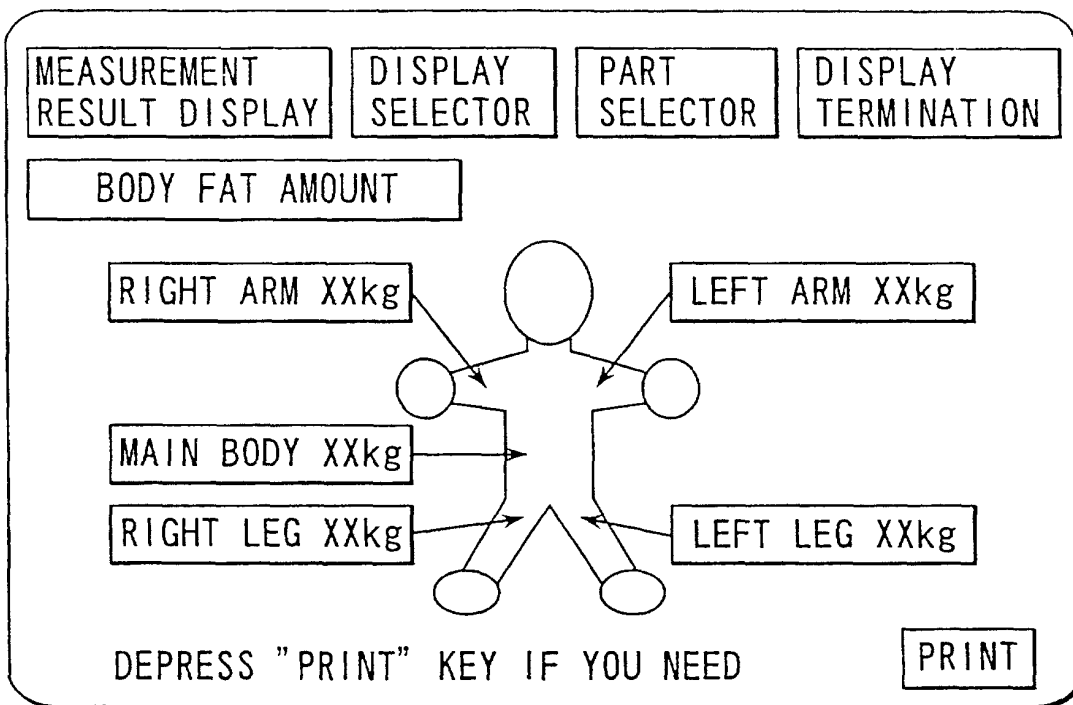 MEASUREMENT
RESULT DISPLAY
DISPLAY
SELECTOR
PART
SELECTOR
DISPLAY
TERMINATION
BODY FAT AMOUNT
RIGHT ARM XXkg
LEFT ARM XXkg
MAIN BODY XXkg
RIGHT LEG XXkg
LEFT LEG XXkg
DEPRESS "PRINT" KEY IF YOU NEED
PRINT